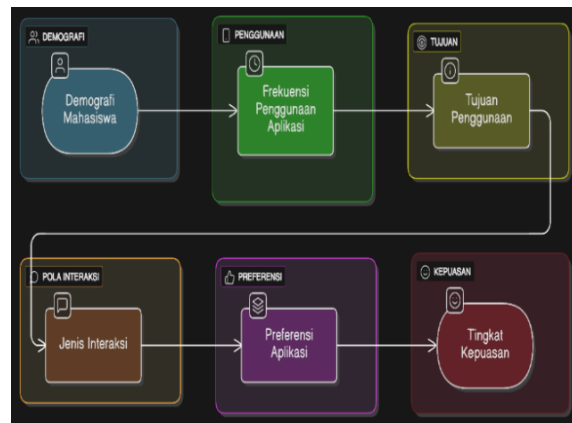 DEMOGRAFI
Demografi
Mahasiswa
PENGGUNAAN
Frekuensi
Penggunaan
Aplikasi
TUJUAN
Tujuan
Penggunaan
POLA INTERAKSI
Jenis Interaksi
PREFERENSI
Preferensi
Aplikasi
KEPUASAN
Tingkat
Kepuasan